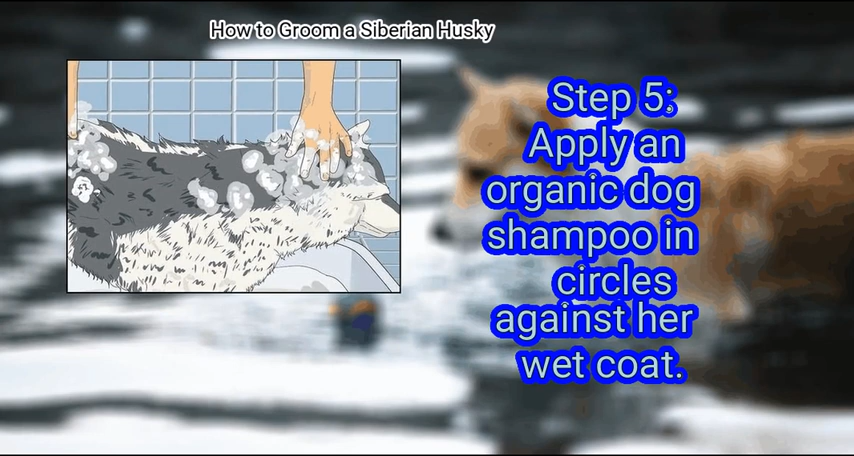 How to Groom a Siberian Husky
Step 5:
Apply an
organic dog
shampoo in
circles
against her
wet coat.